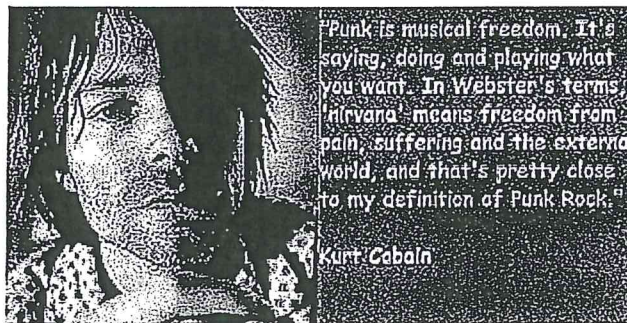 "Punk is musical freedom. It's
saying, doing and playing what
you want. In Webster's terms,
'nirvana' means freedom from
pain, suffering and the externa
world, and that's pretty close
to my definition of Punk Rock."
Kurt Cobain